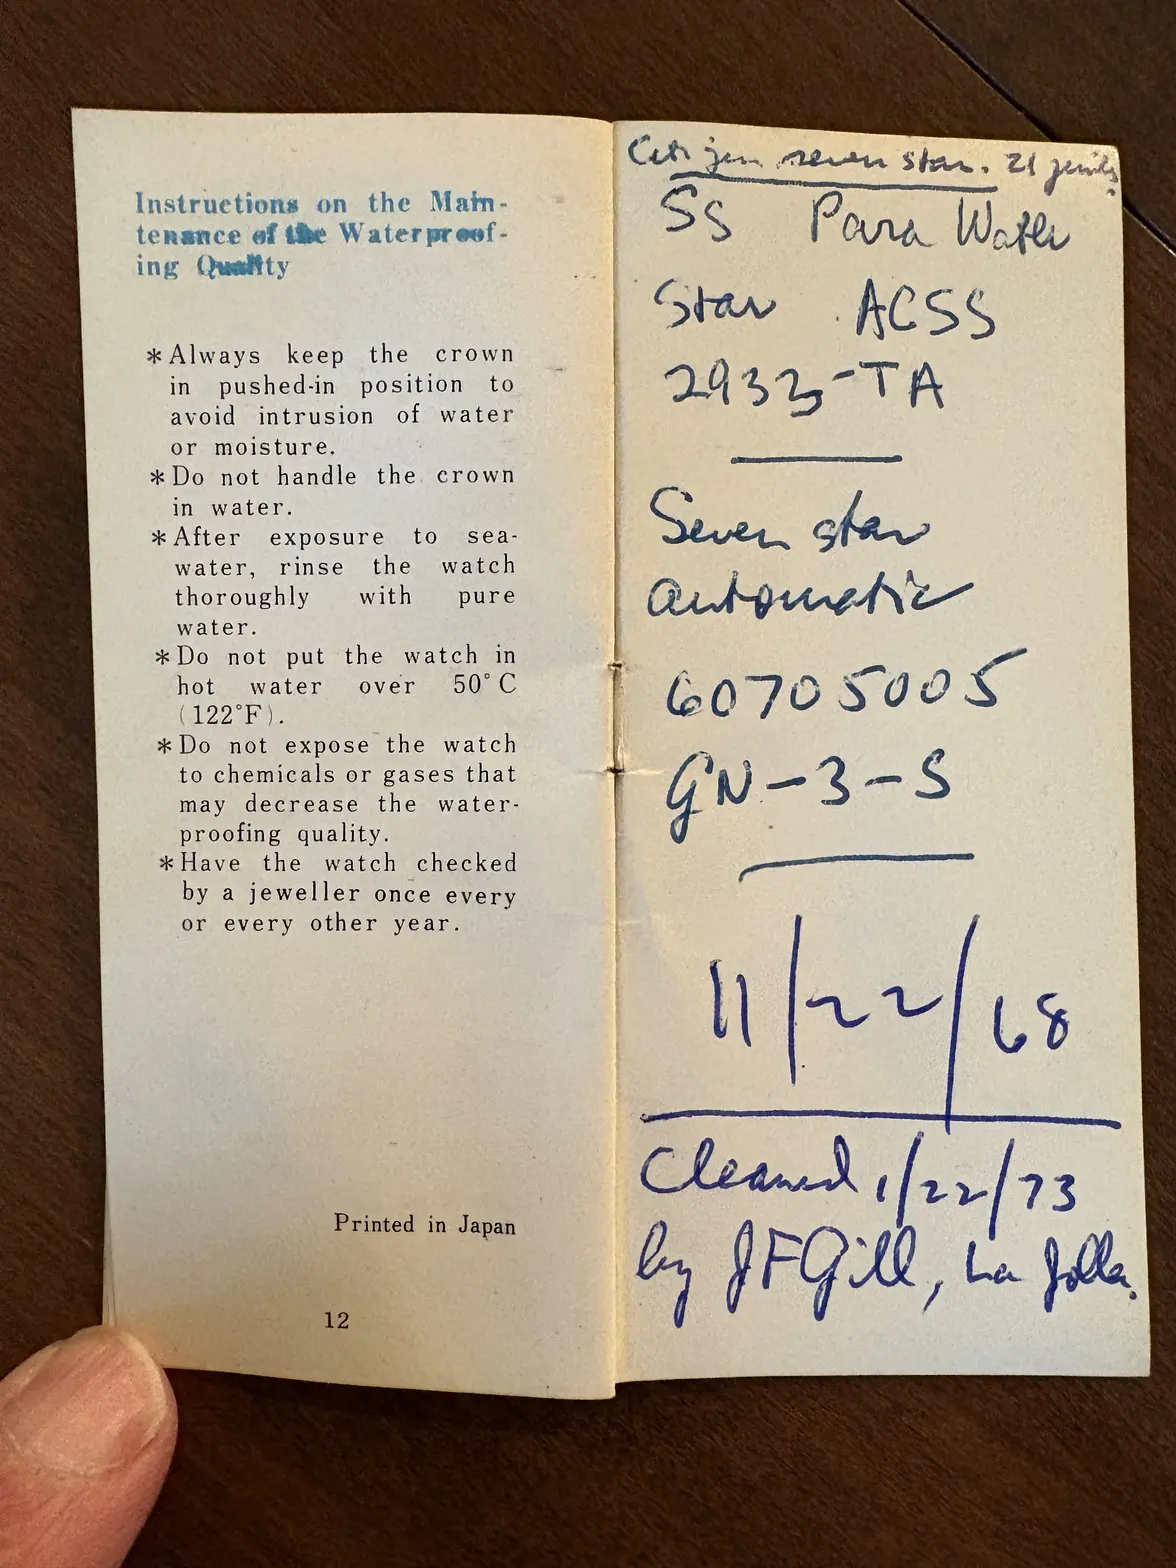 Instructions on the Main-
tenance of the Waterproof-
ing Quality
*Always keep the crown
in pushed-in position to
avoid intrusion of water
or moisture.
*Do not handle the crown
in water.
*After exposure to sea-
water, rinse the watch
thoroughly with pure
water.
*Do not put the watch in
hot water over 50°C
(122°F).
*Do not expose the watch
to chemicals or gases that
may decrease the water-
proofing quality.
*Have the watch checked
by a jeweller once every
or every other year.
Printed in Japan
12
Citizen seven star. 21 jewels
SS Para Water
Star ACSS
2933-TA
Seven star
automatic
60705005
GN-3-S
11/22/68
Cleaned 1/22/73
by JFGill, La Jolla.